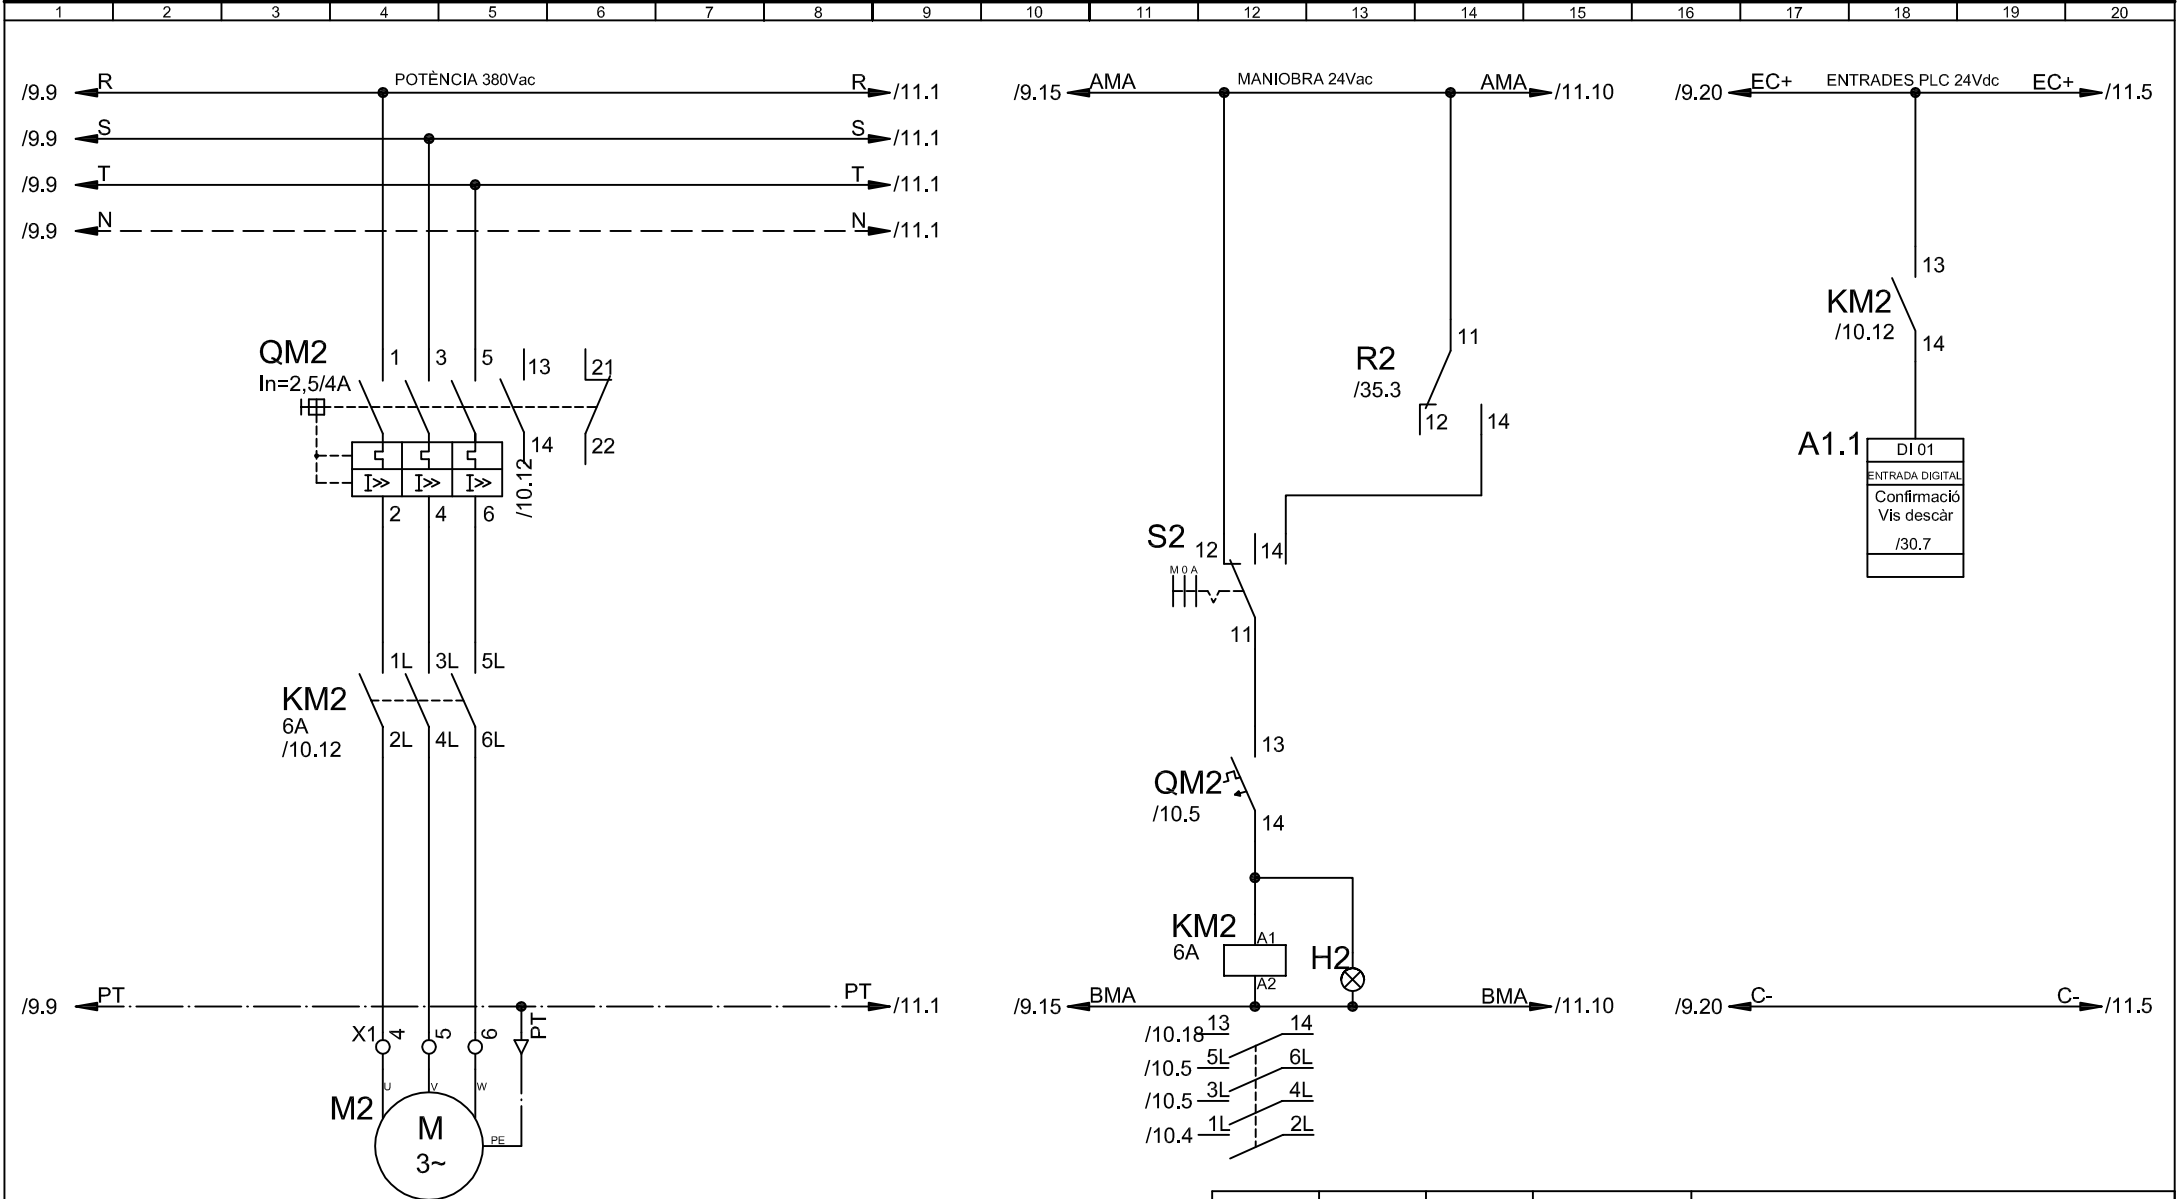 1 2 3 4 5 6 7 8 9 10 11 12 13 14 15 16 17 18 19 20
/9.9 R POTÈNCIA 380Vac R /11.1
/9.9 S S /11.1
/9.9 T T /11.1
/9.9 N N /11.1
QM2
In=2,5/4A
1 3 5 13 21
14 22
/10.12
I>> I>> I>>
2 4 6
1L 3L 5L
KM2
6A
/10.12
2L 4L 6L
/9.9 PT PT /11.1
X1 4 5 6 PT
U V W
M2
M
3~
PE
/9.15 AMA MANIOBRA 24Vac AMA /11.10
11
R2
/35.3
12 14
S2 12 14
M 0 A
11
13
QM2
/10.5
14
KM2
6A
A1
A2
H2
/9.15 BMA BMA /11.10
/10.18 13 14
/10.5 5L 6L
/10.5 3L 4L
/10.4 1L 2L
/9.20 EC+ ENTRADES PLC 24Vdc EC+ /11.5
13
KM2
/10.12
14
A1.1
DI 01
ENTRADA DIGITAL
Confirmació
Vis descàr
/30.7
/9.20 C- C- /11.5